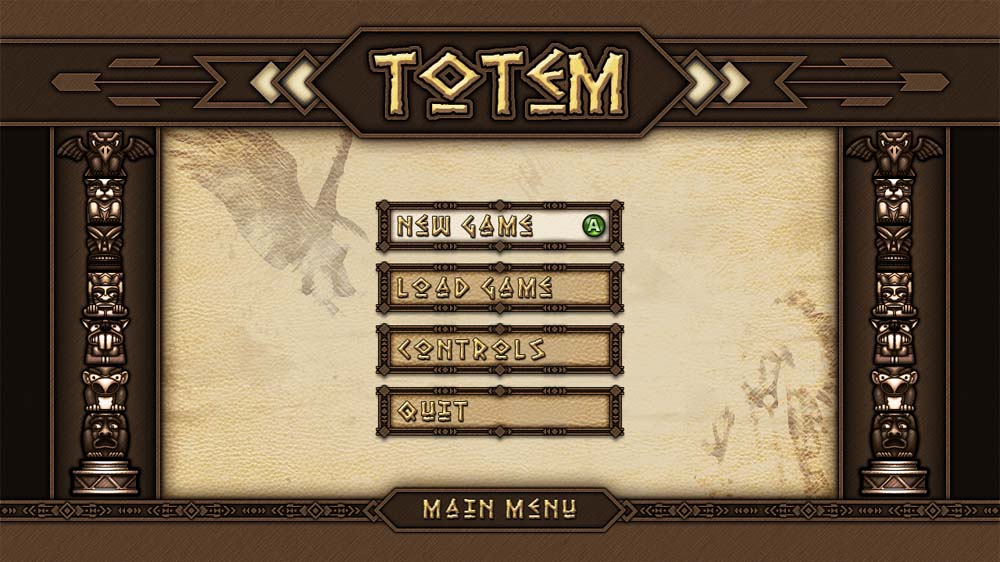 TOTEM
NEW GAME A
LOAD GAME
CONTROLS
QUIT
MAIN MENU